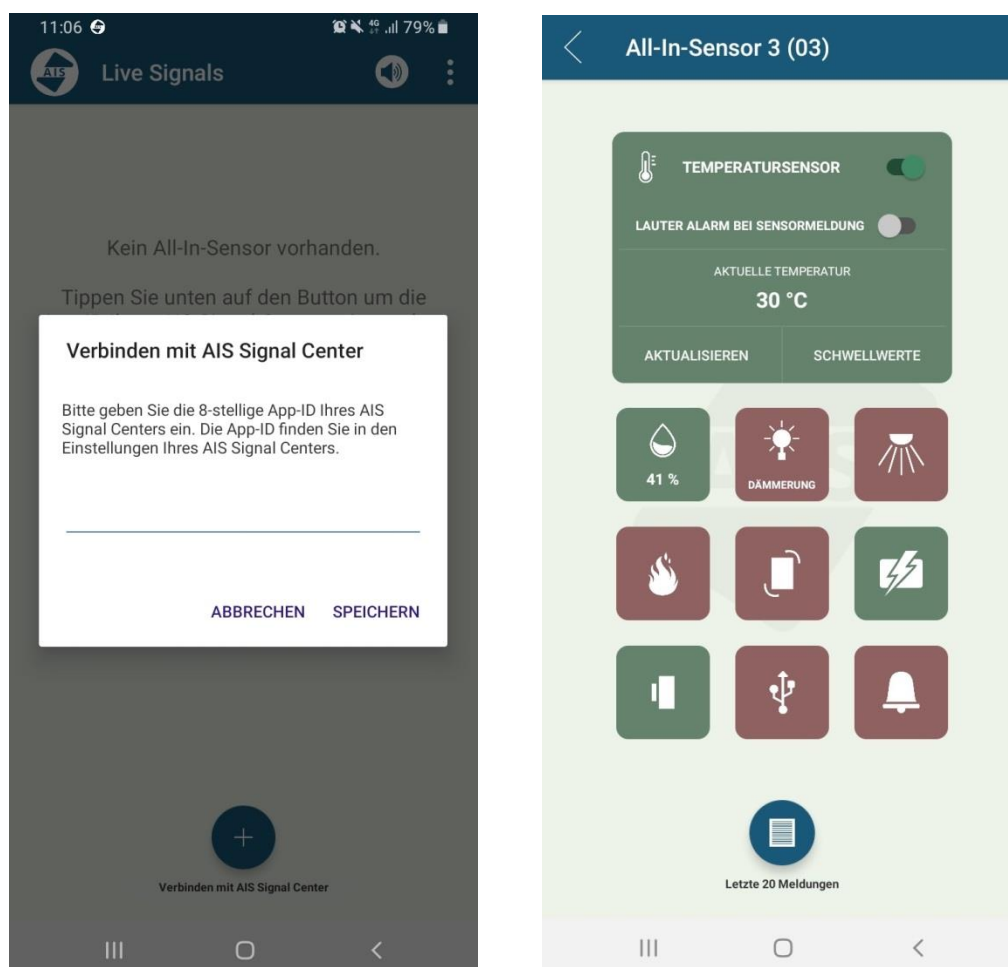 11:06
4G
79%
AIS
Live Signals
Kein All-In-Sensor vorhanden.
Tippen Sie unten auf den Button um die
Verbinden mit AIS Signal Center
Bitte geben Sie die 8-stellige App-ID Ihres AIS
Signal Centers ein. Die App-ID finden Sie in den
Einstellungen Ihres AIS Signal Centers.
ABBRECHEN SPEICHERN
Verbinden mit AIS Signal Center
All-In-Sensor 3 (03)
TEMPERATURSENSOR
LAUTER ALARM BEI SENSORMELDUNG
AKTUELLE TEMPERATUR
30 °C
AKTUALISIEREN SCHWELLWERTE
41 %
DÄMMERUNG
AIS
Letzte 20 Meldungen